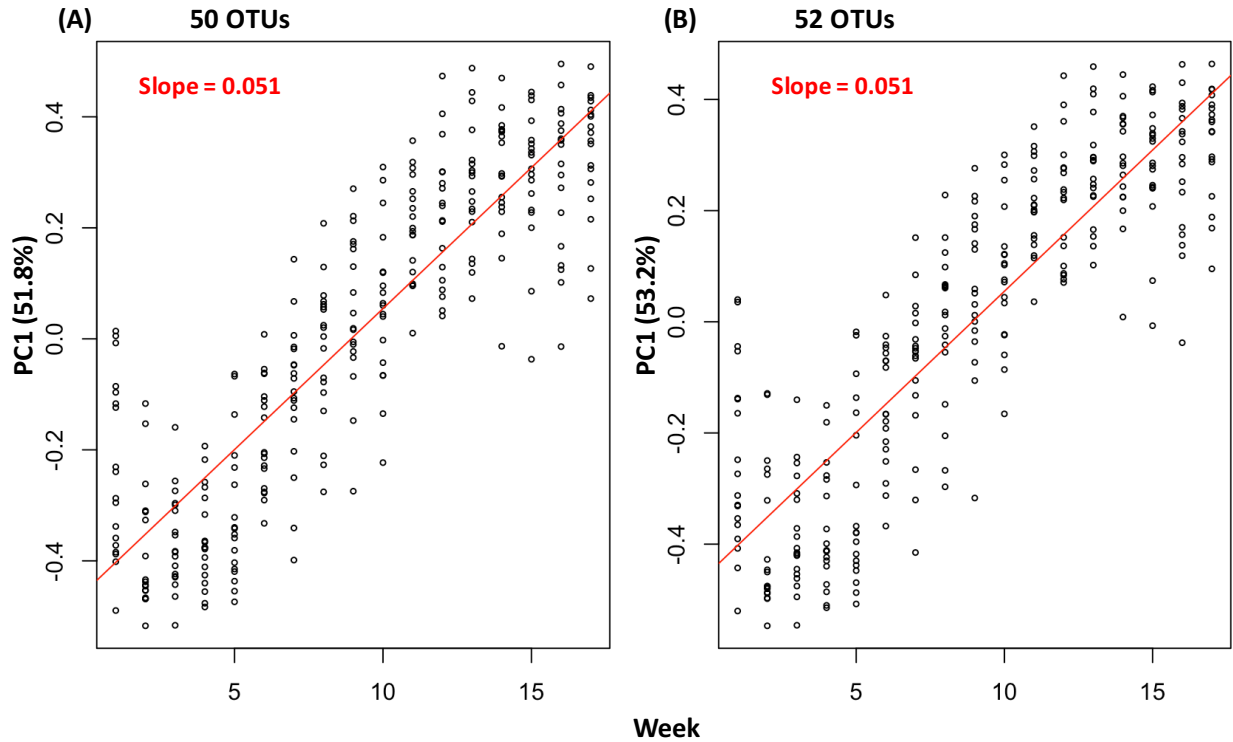 (A) 50 OTUs
Slope = 0.051
PC1 (51.8%)
0.4
0.2
0.0
-0.2
-0.4
5 10 15
(B) 52 OTUs
Slope = 0.051
PC1 (53.2%)
0.4
0.2
0.0
-0.2
-0.4
5 10 15
Week